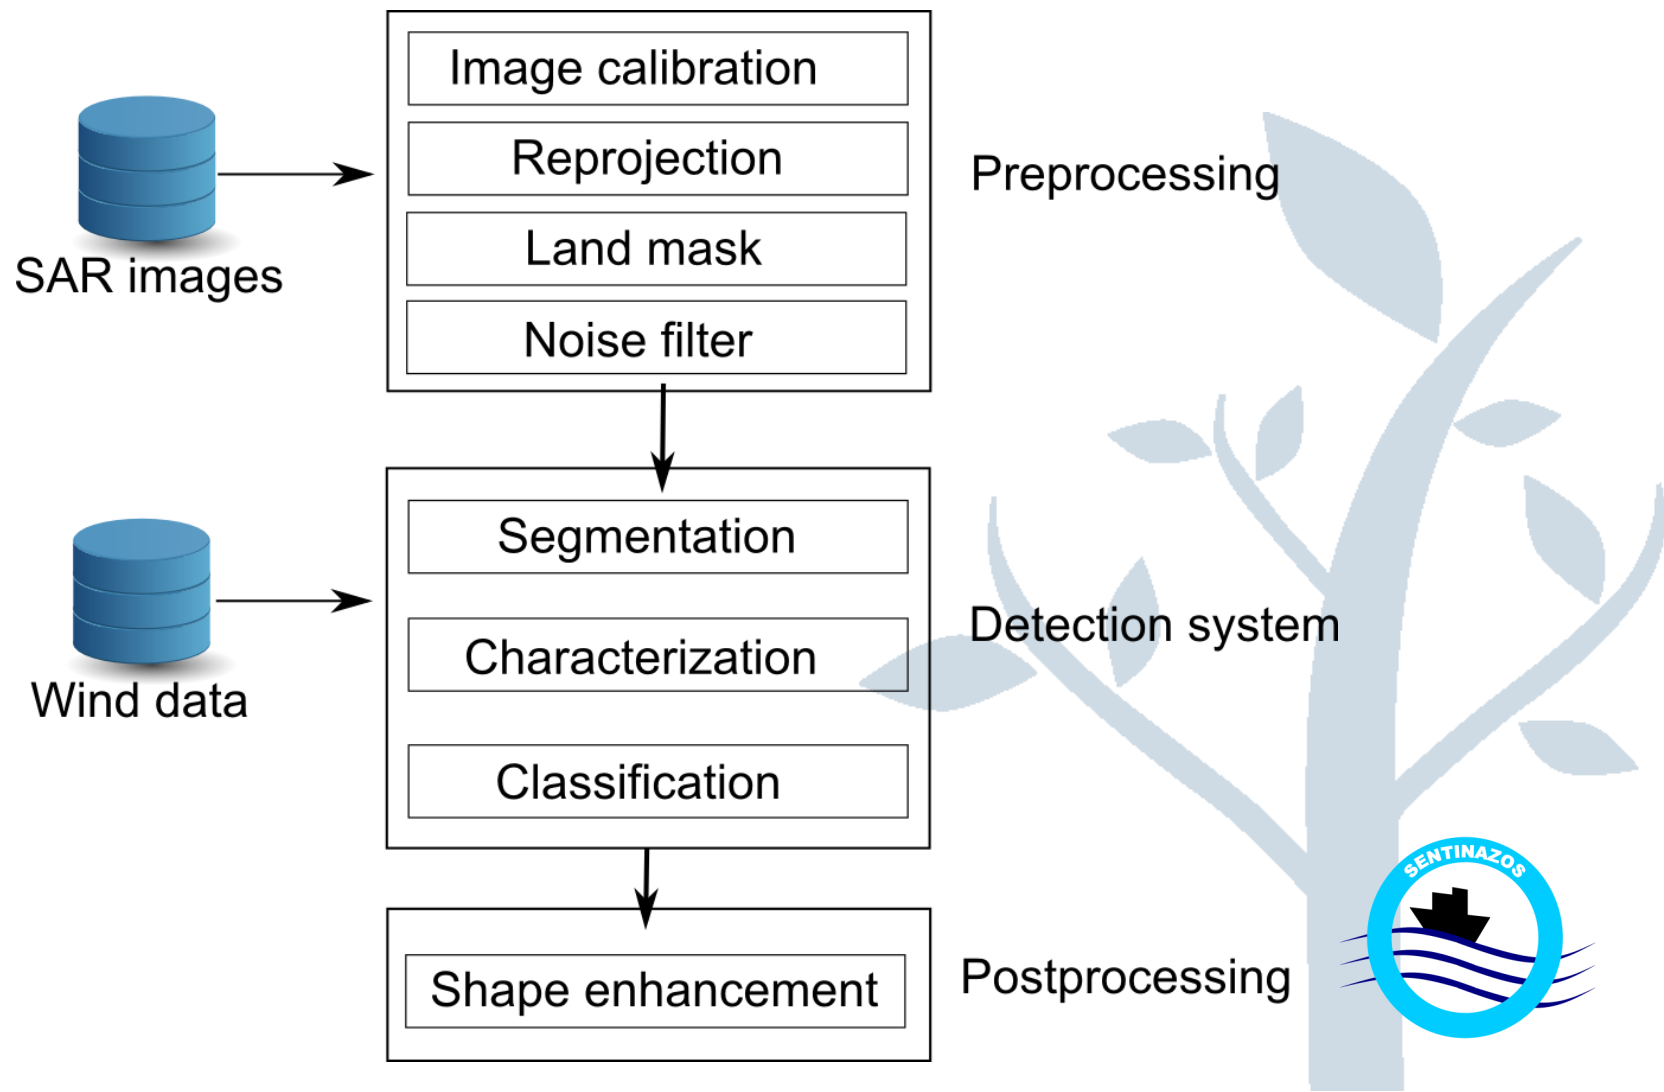 Image calibration
Reprojection
Land mask
Noise filter
Preprocessing
SAR images
Segmentation
Characterization
Classification
Detection system
Wind data
Shape enhancement
Postprocessing
SENTINAZOS